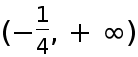 (−1/4, + ∞)